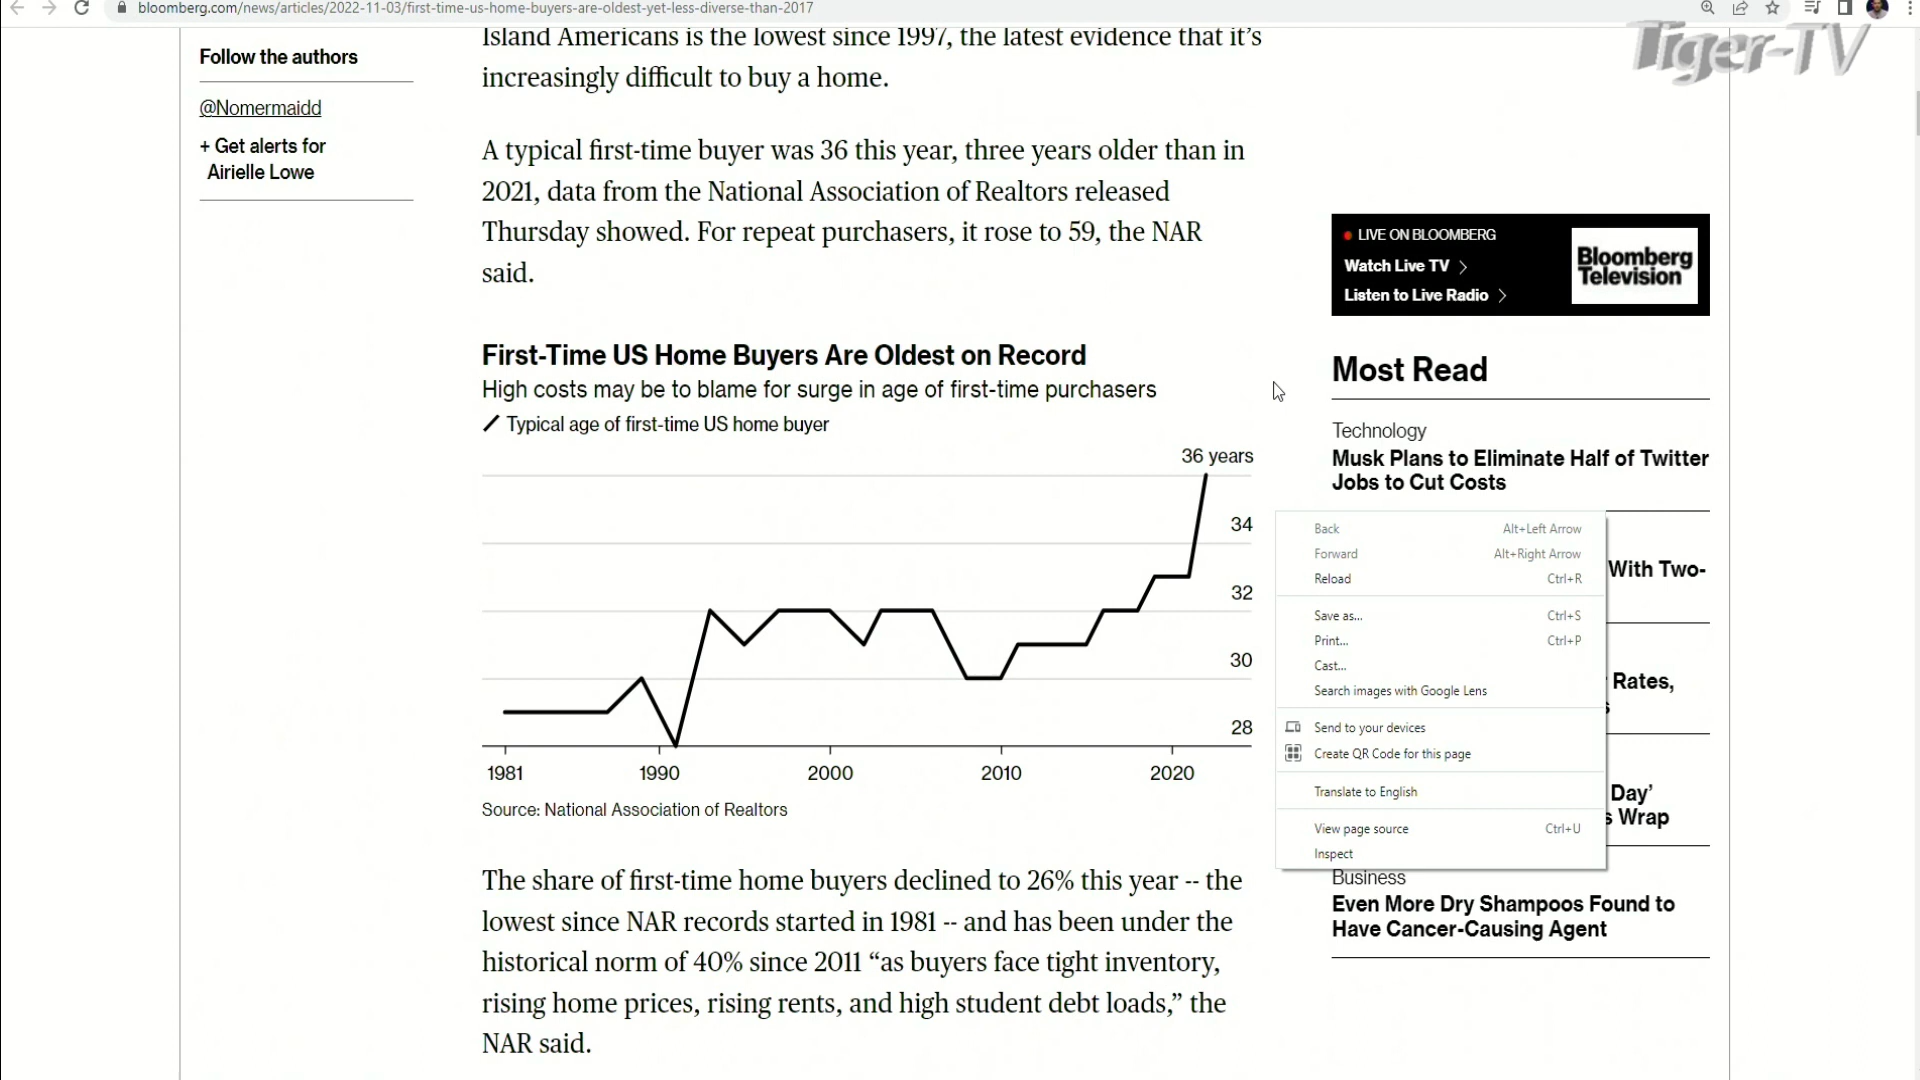 bloomberg.com/news/articles/2022-11-03/first-time-us-home-buyers-are-oldest-yet-less-diverse-than-2017
Tiger-TV
Follow the authors
@Nomermaidd
+ Get alerts for
Airielle Lowe
Island Americans is the lowest since 1997, the latest evidence that it’s
increasingly difficult to buy a home.
A typical first-time buyer was 36 this year, three years older than in
2021, data from the National Association of Realtors released
Thursday showed. For repeat purchasers, it rose to 59, the NAR
said.
First-Time US Home Buyers Are Oldest on Record
High costs may be to blame for surge in age of first-time purchasers
Typical age of first-time US home buyer
36 years
34
32
30
28
1981 1990 2000 2010 2020
Source: National Association of Realtors
The share of first-time home buyers declined to 26% this year -- the
lowest since NAR records started in 1981 -- and has been under the
historical norm of 40% since 2011 “as buyers face tight inventory,
rising home prices, rising rents, and high student debt loads,” the
NAR said.
LIVE ON BLOOMBERG
Watch Live TV
Listen to Live Radio
Bloomberg
Television
Most Read
Technology
Musk Plans to Eliminate Half of Twitter
Jobs to Cut Costs
With Two-
Rates,
Day’
Wrap
Back Alt+Left Arrow
Forward Alt+Right Arrow
Reload Ctrl+R
Save as... Ctrl+S
Print... Ctrl+P
Cast...
Search images with Google Lens
Send to your devices
Create QR Code for this page
Translate to English
View page source Ctrl+U
Inspect
Business
Even More Dry Shampoos Found to
Have Cancer-Causing Agent